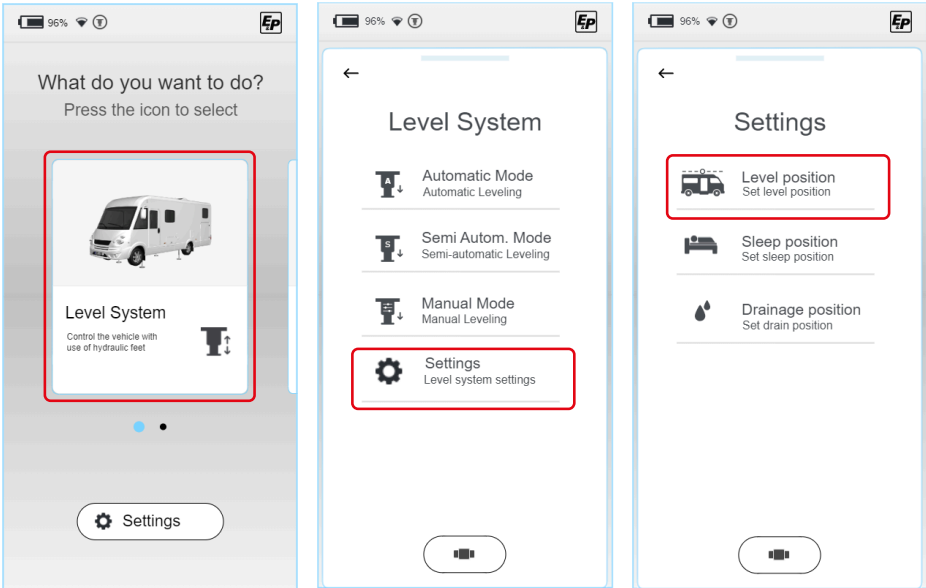 96%
E&P
What do you want to do?
Press the icon to select
Level System
Control the vehicle with
use of hydraulic feet
Settings
96%
E&P
Level System
A
Automatic Mode
Automatic Leveling
S
Semi Autom. Mode
Semi-automatic Leveling
Manual Mode
Manual Leveling
Settings
Level system settings
96%
E&P
Settings
Level position
Set level position
Sleep position
Set sleep position
Drainage position
Set drain position